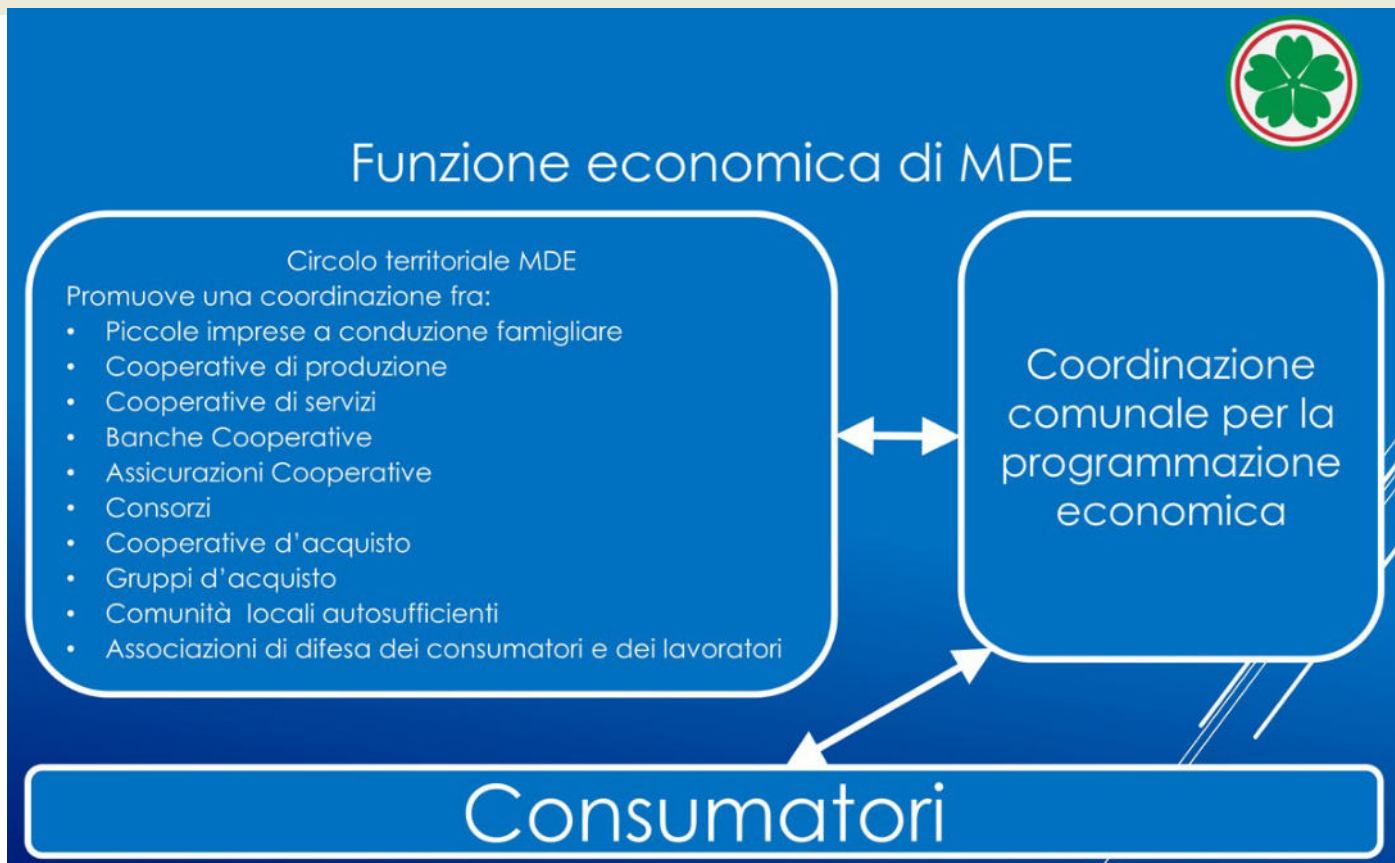 Funzione economica di MDE
Circolo territoriale MDE
Promuove una coordinazione fra:
• Piccole imprese a conduzione famigliare
• Cooperative di produzione
• Cooperative di servizi
• Banche Cooperative
• Assicurazioni Cooperative
• Consorzi
• Cooperative d’acquisto
• Gruppi d’acquisto
• Comunità  locali autosufficienti
• Associazioni di difesa dei consumatori e dei lavoratori
Coordinazione
comunale per la
programmazione
economica
Consumatori